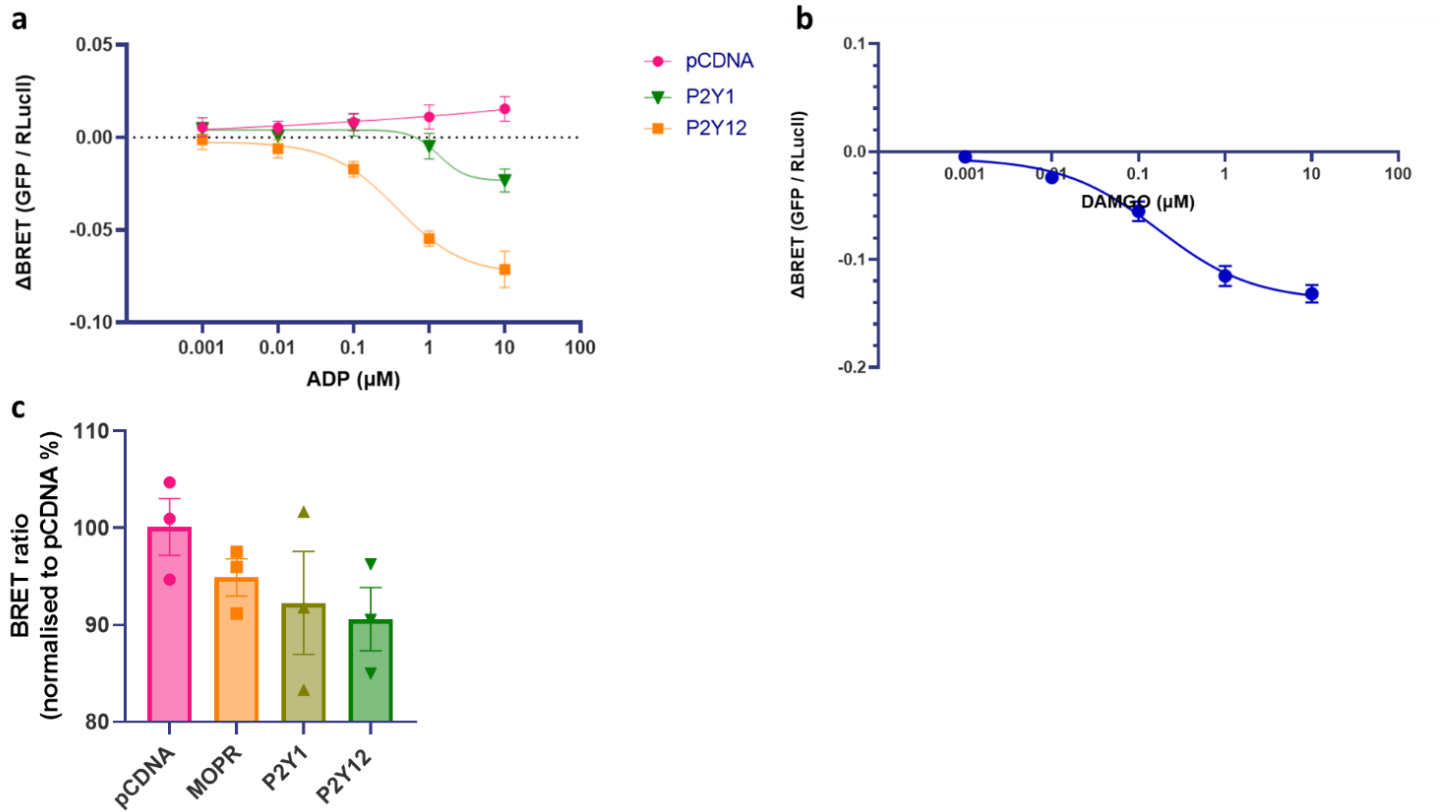 a
0.05
0.00
-0.05
-0.10
ΔBRET (GFP / RLucII)
0.001 0.01 0.1 1 10 100
ADP (μM)
pCDNA
P2Y1
P2Y12
b
0.1
0.0
-0.1
-0.2
ΔBRET (GFP / RLucII)
0.001 0.01 0.1 1 10 100
DAMGO (μM)
c
110
100
90
80
BRET ratio
(normalised to pCDNA %)
pCDNA MOPR P2Y1 P2Y12